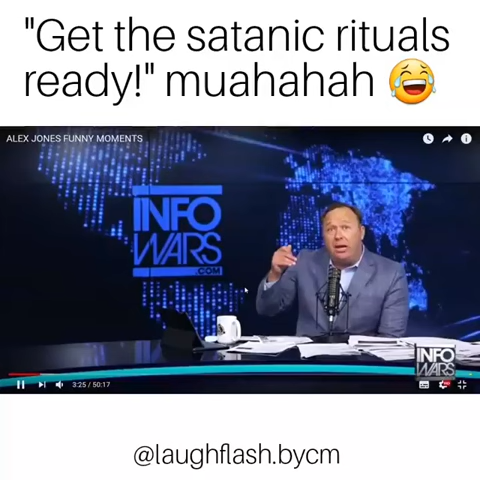 "Get the satanic rituals
ready!" muahahah 😂
ALEX JONES FUNNY MOMENTS
INFO
WARS
.COM
INFO
WARS
3:25 / 50:17
@laughflash.bycm